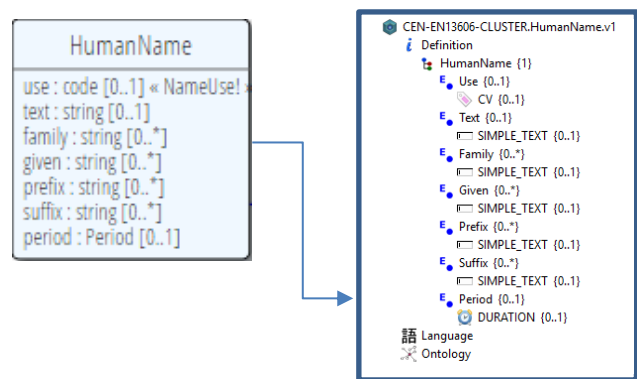 HumanName
use : code [0..1] « NameUse! »
text : string [0..1]
family : string [0..*]
given : string [0..*]
prefix : string [0..*]
suffix : string [0..*]
period : Period [0..1]
CEN-EN13606-CLUSTER.HumanName.v1
i Definition
HumanName {1}
E Use {0..1}
CV {0..1}
E Text {0..1}
SIMPLE_TEXT {0..1}
E Family {0..*}
SIMPLE_TEXT {0..1}
E Given {0..*}
SIMPLE_TEXT {0..1}
E Prefix {0..*}
SIMPLE_TEXT {0..1}
E Suffix {0..*}
SIMPLE_TEXT {0..1}
E Period {0..1}
DURATION {0..1}
語 Language
Ontology